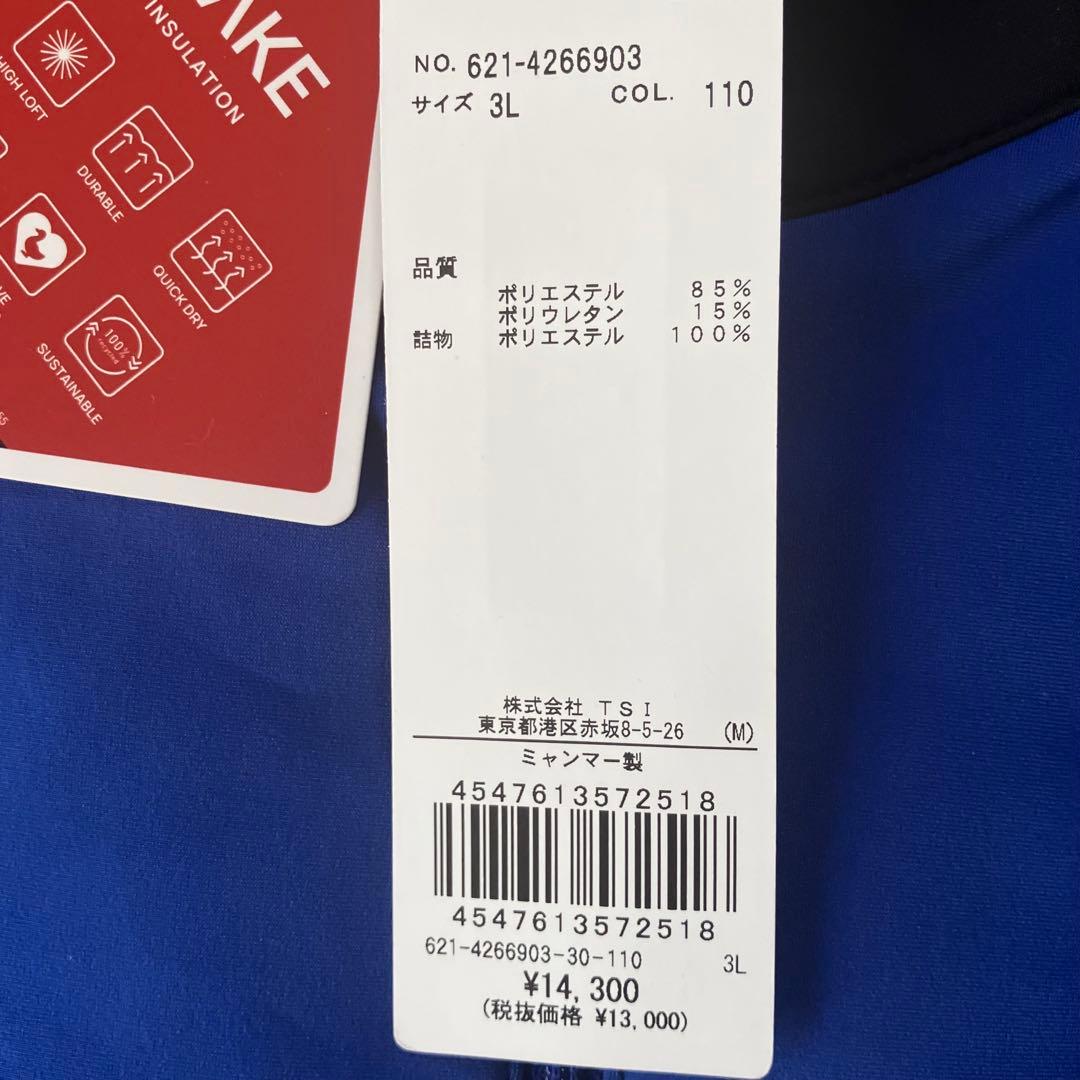 INSULATION
HIGH LOFT
DURABLE
QUICK DRY
100%
recycled
SUSTAINABLE
NO. 621-4266903
サイズ 3L COL. 110
品質
ポリエステル 85%
ポリウレタン 15%
詰物 ポリエステル 100%
株式会社 TSI
東京都港区赤坂8-5-26 (M)
ミャンマー製
4547613572518
4547613572518
621-4266903-30-110 3L
¥14,300
(税抜価格 ¥13,000)